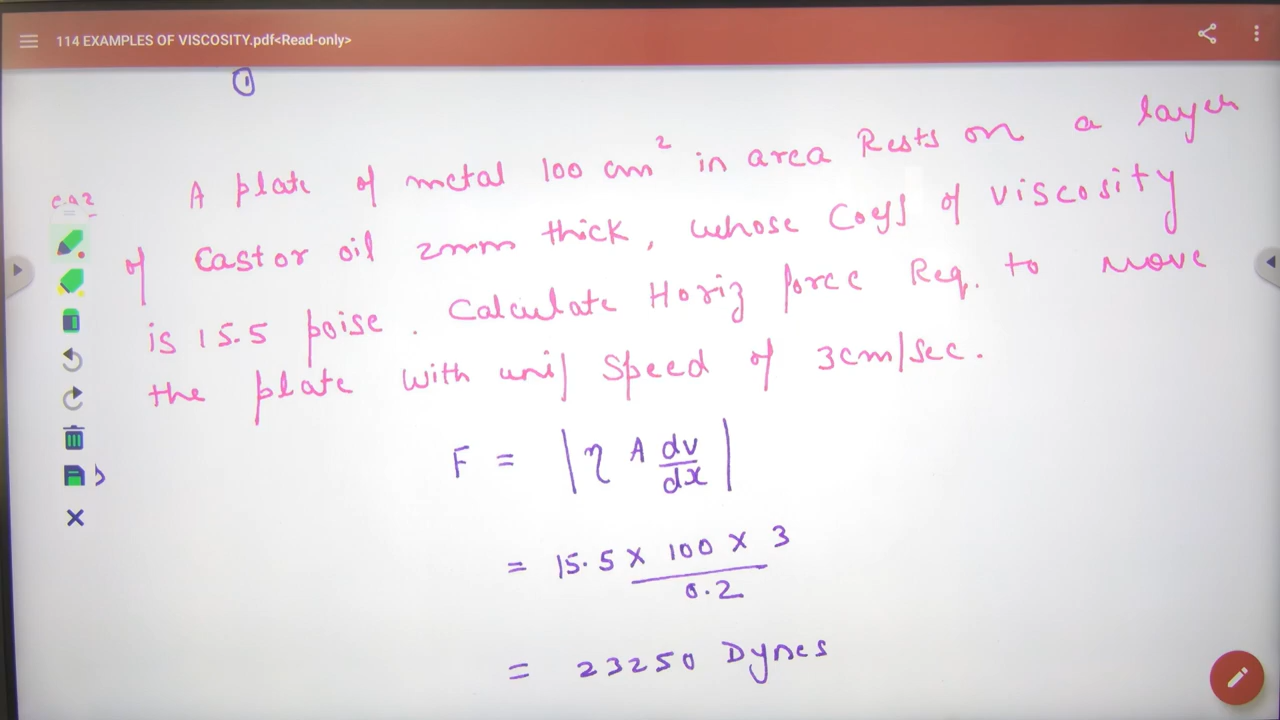 114 EXAMPLES OF VISCOSITY.pdf<Read-only>
1
e.g 2
A plate of metal 100 cm² in area Rests on a layer
of Castor oil 2mm thick, whose Coeff of viscosity
is 15.5 poise. Calculate Horiz force Req. to move
the plate with unif speed of 3cm/sec.
F = | η A dv/dx |
= 15.5 × 100 × 3 / 0.2
= 23250 Dynes